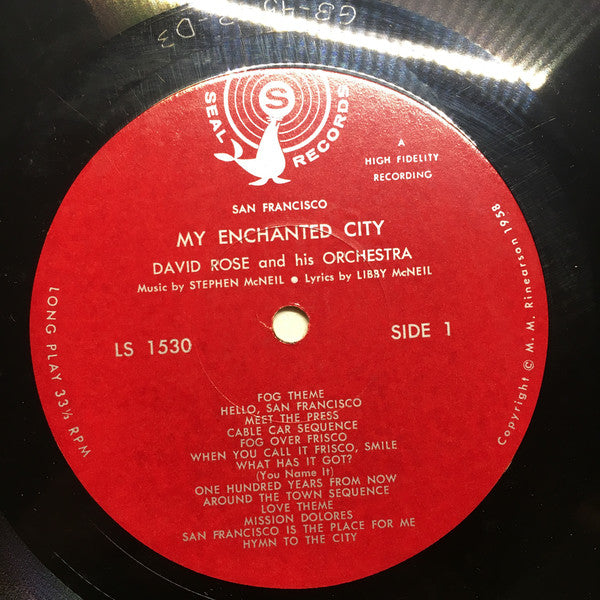 S
SEAL RECORDS
A
HIGH FIDELITY
RECORDING
SAN FRANCISCO
MY ENCHANTED CITY
DAVID ROSE and his ORCHESTRA
Music by STEPHEN McNEIL • Lyrics by LIBBY McNEIL
LS 1530
SIDE 1
LONG PLAY 33⅓ RPM
Copyright © M. M. Rinearson 1958
FOG THEME
HELLO, SAN FRANCISCO
MEET THE PRESS
CABLE CAR SEQUENCE
FOG OVER FRISCO
WHEN YOU CALL IT FRISCO, SMILE
WHAT HAS IT GOT?
(You Name It)
ONE HUNDRED YEARS FROM NOW
AROUND THE TOWN SEQUENCE
LOVE THEME
MISSION DOLORES
SAN FRANCISCO IS THE PLACE FOR ME
HYMN TO THE CITY